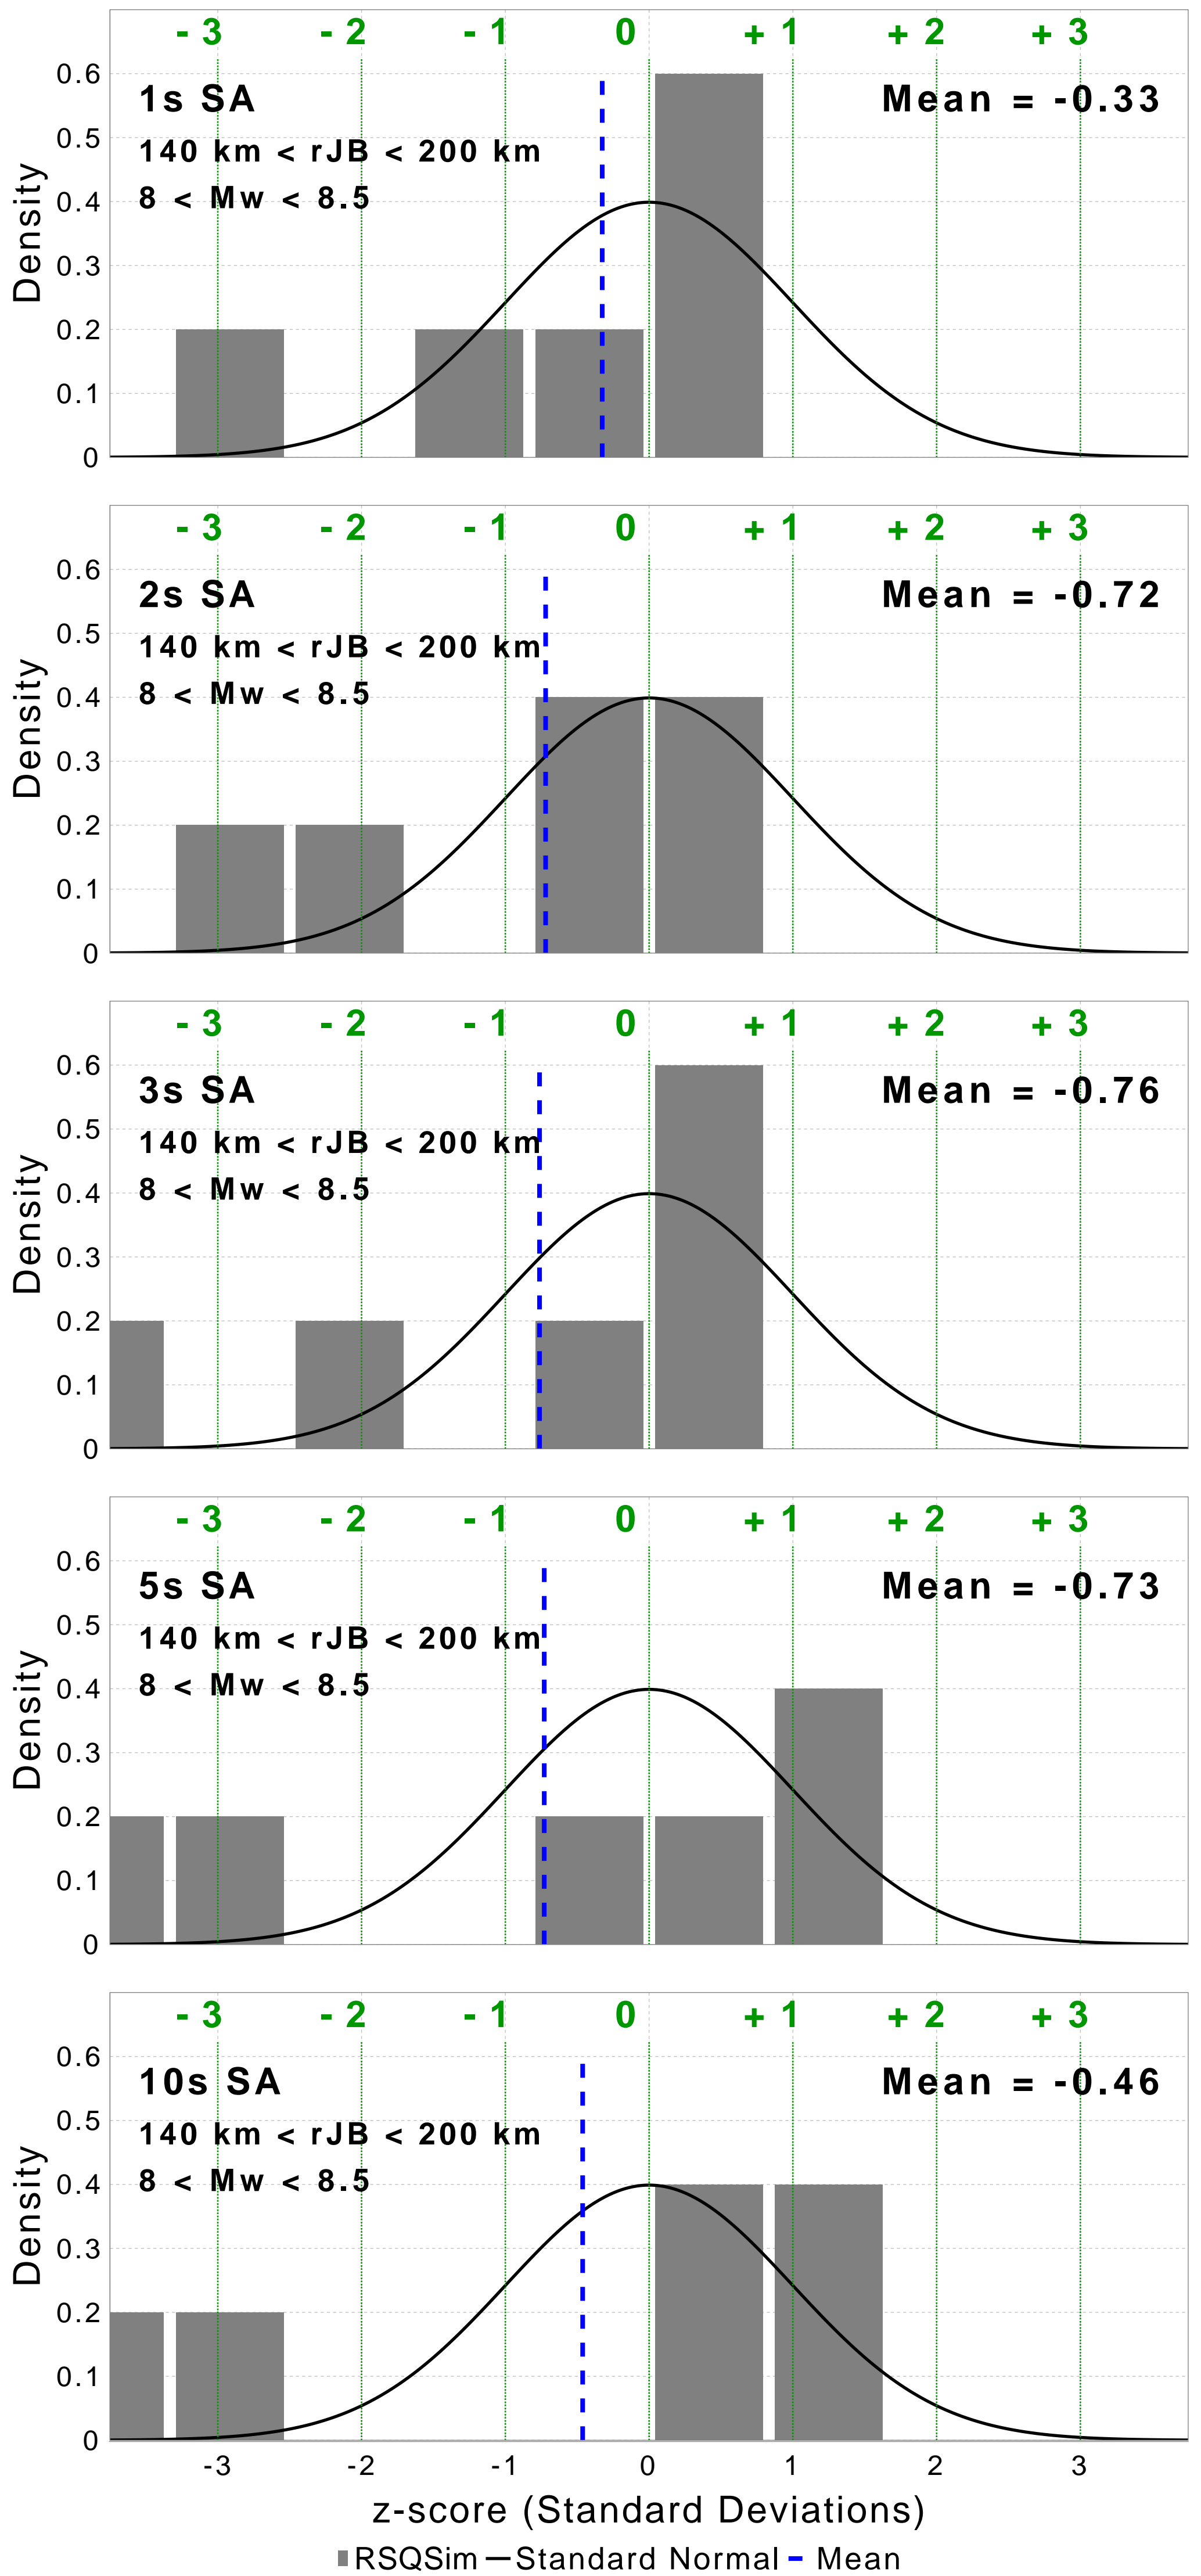 - 3 - 2 - 1 0 + 1 + 2 + 3
0.6
1s SA Mean = -0.33
0.5
140 km < rJB < 200 km
8 < Mw < 8.5
0.4
0.3
0.2
0.1
0
Density
- 3 - 2 - 1 0 + 1 + 2 + 3
0.6
2s SA Mean = -0.72
0.5
140 km < rJB < 200 km
8 < Mw < 8.5
0.4
0.3
0.2
0.1
0
Density
- 3 - 2 - 1 0 + 1 + 2 + 3
0.6
3s SA Mean = -0.76
0.5
140 km < rJB < 200 km
8 < Mw < 8.5
0.4
0.3
0.2
0.1
0
Density
- 3 - 2 - 1 0 + 1 + 2 + 3
0.6
5s SA Mean = -0.73
0.5
140 km < rJB < 200 km
8 < Mw < 8.5
0.4
0.3
0.2
0.1
0
Density
- 3 - 2 - 1 0 + 1 + 2 + 3
0.6
10s SA Mean = -0.46
0.5
140 km < rJB < 200 km
8 < Mw < 8.5
0.4
0.3
0.2
0.1
0
Density
-3 -2 -1 0 1 2 3
z-score (Standard Deviations)
RSQSim Standard Normal Mean